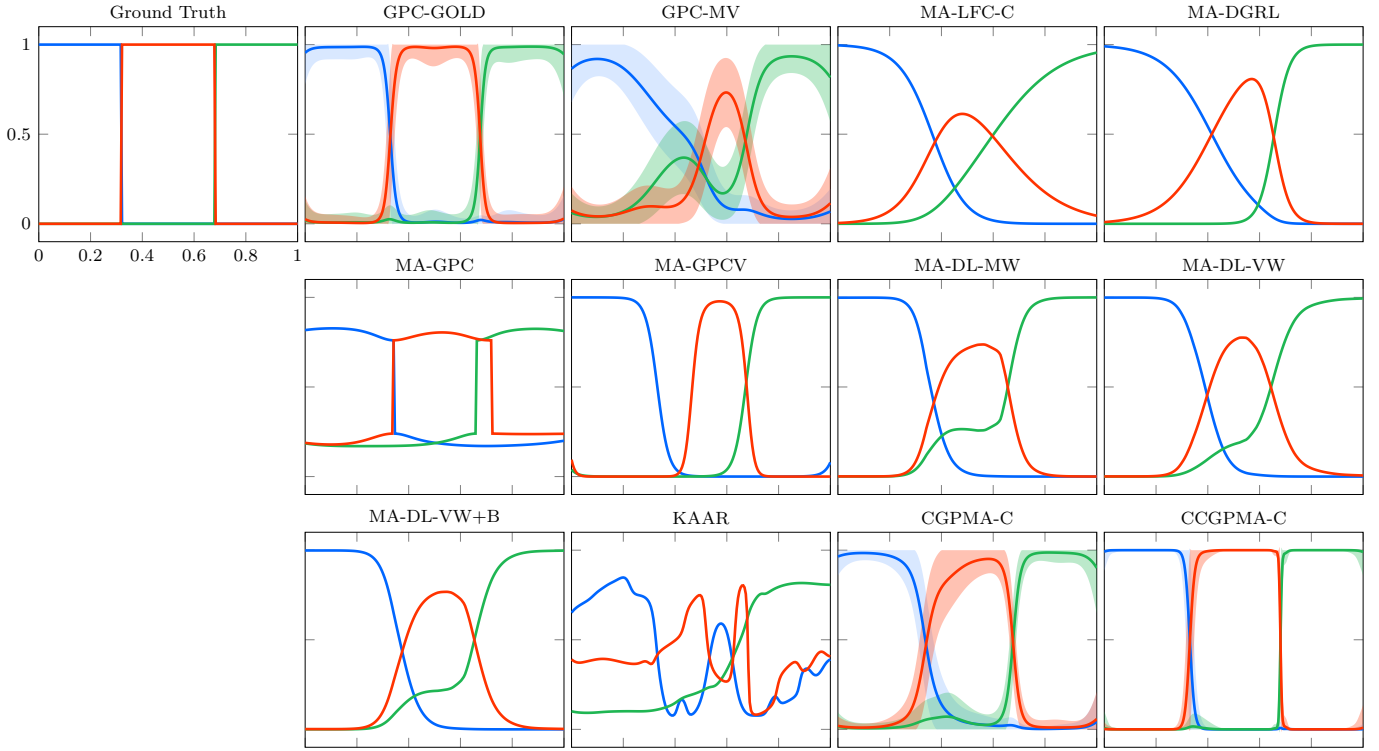 Ground Truth
GPC-GOLD
GPC-MV
MA-LFC-C
MA-DGRL
1
0.5
0
0
0.2
0.4
0.6
0.8
1
MA-GPC
MA-GPCV
MA-DL-MW
MA-DL-VW
MA-DL-VW+B
KAAR
CGPMA-C
CCGPMA-C